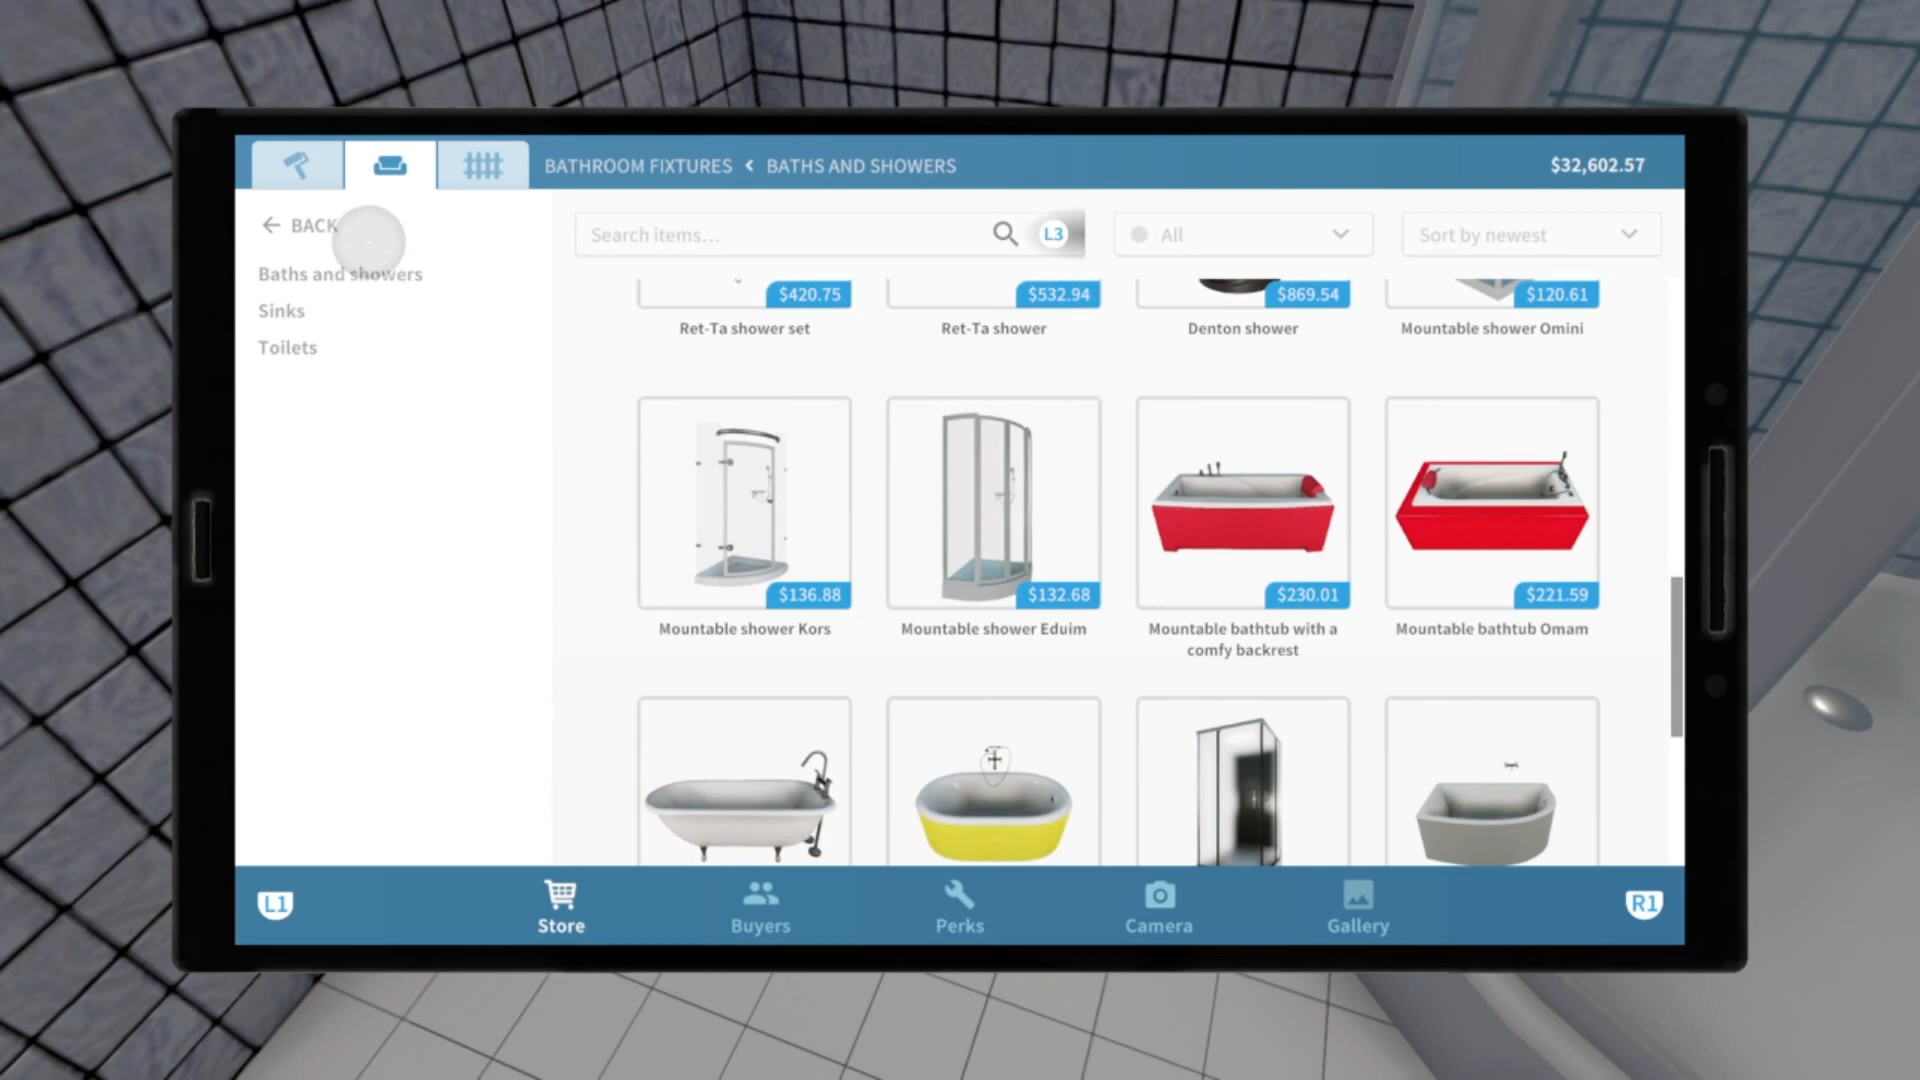 BATHROOM FIXTURES < BATHS AND SHOWERS
$32,602.57
BACK
Baths and showers
Sinks
Toilets
Search items...
L3
All
Sort by newest
$420.75
$532.94
$869.54
$120.61
Ret-Ta shower set
Ret-Ta shower
Denton shower
Mountable shower Omini
$136.88
$132.68
$230.01
$221.59
Mountable shower Kors
Mountable shower Eduim
Mountable bathtub with a
comfy backrest
Mountable bathtub Omam
L1
Store
Buyers
Perks
Camera
Gallery
R1